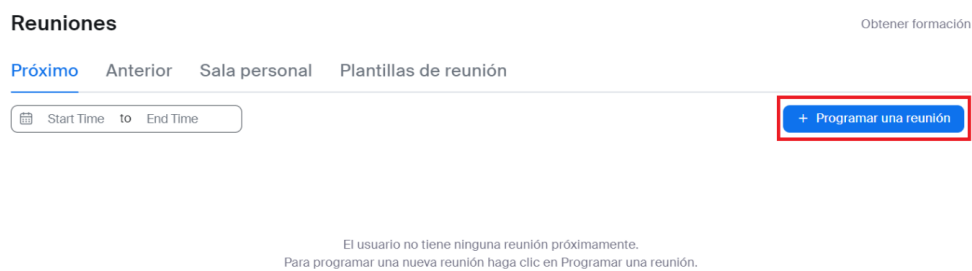 Reuniones
Obtener formación
Próximo Anterior Sala personal Plantillas de reunión
Start Time to End Time
+ Programar una reunión
El usuario no tiene ninguna reunión próximamente.
Para programar una nueva reunión haga clic en Programar una reunión.